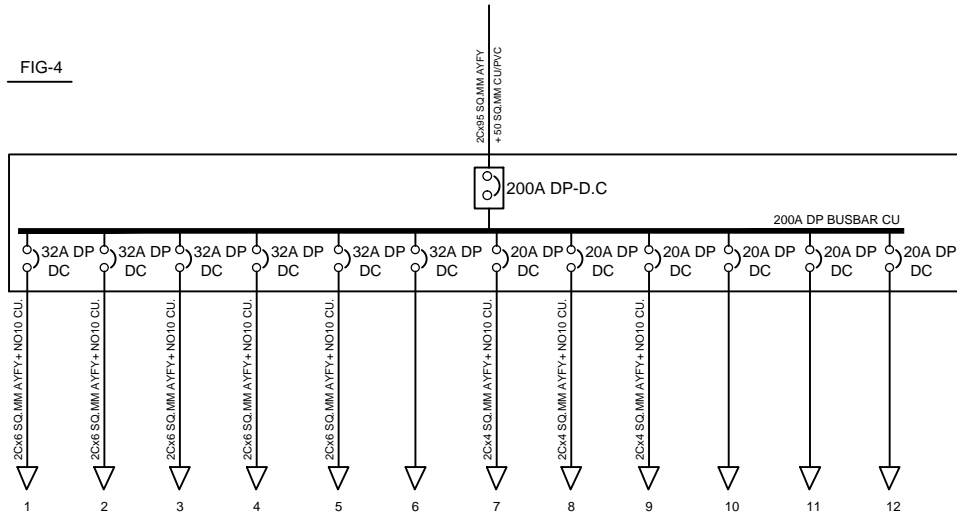 FIG-4
2Cx95 SQ.MM AYFY
+ 50 SQ.MM CU/PVC
200A DP-D.C
200A DP BUSBAR CU
32A DP
DC
32A DP
DC
32A DP
DC
32A DP
DC
32A DP
DC
32A DP
DC
20A DP
DC
20A DP
DC
20A DP
DC
20A DP
DC
20A DP
DC
20A DP
DC
2Cx6 SQ.MM AYFY+ NO10 CU.
2Cx6 SQ.MM AYFY+ NO10 CU.
2Cx6 SQ.MM AYFY+ NO10 CU.
2Cx6 SQ.MM AYFY+ NO10 CU.
2Cx6 SQ.MM AYFY+ NO10 CU.
2Cx4 SQ.MM AYFY+ NO10 CU.
2Cx4 SQ.MM AYFY+ NO10 CU.
2Cx4 SQ.MM AYFY+ NO10 CU.
1
2
3
4
5
6
7
8
9
10
11
12